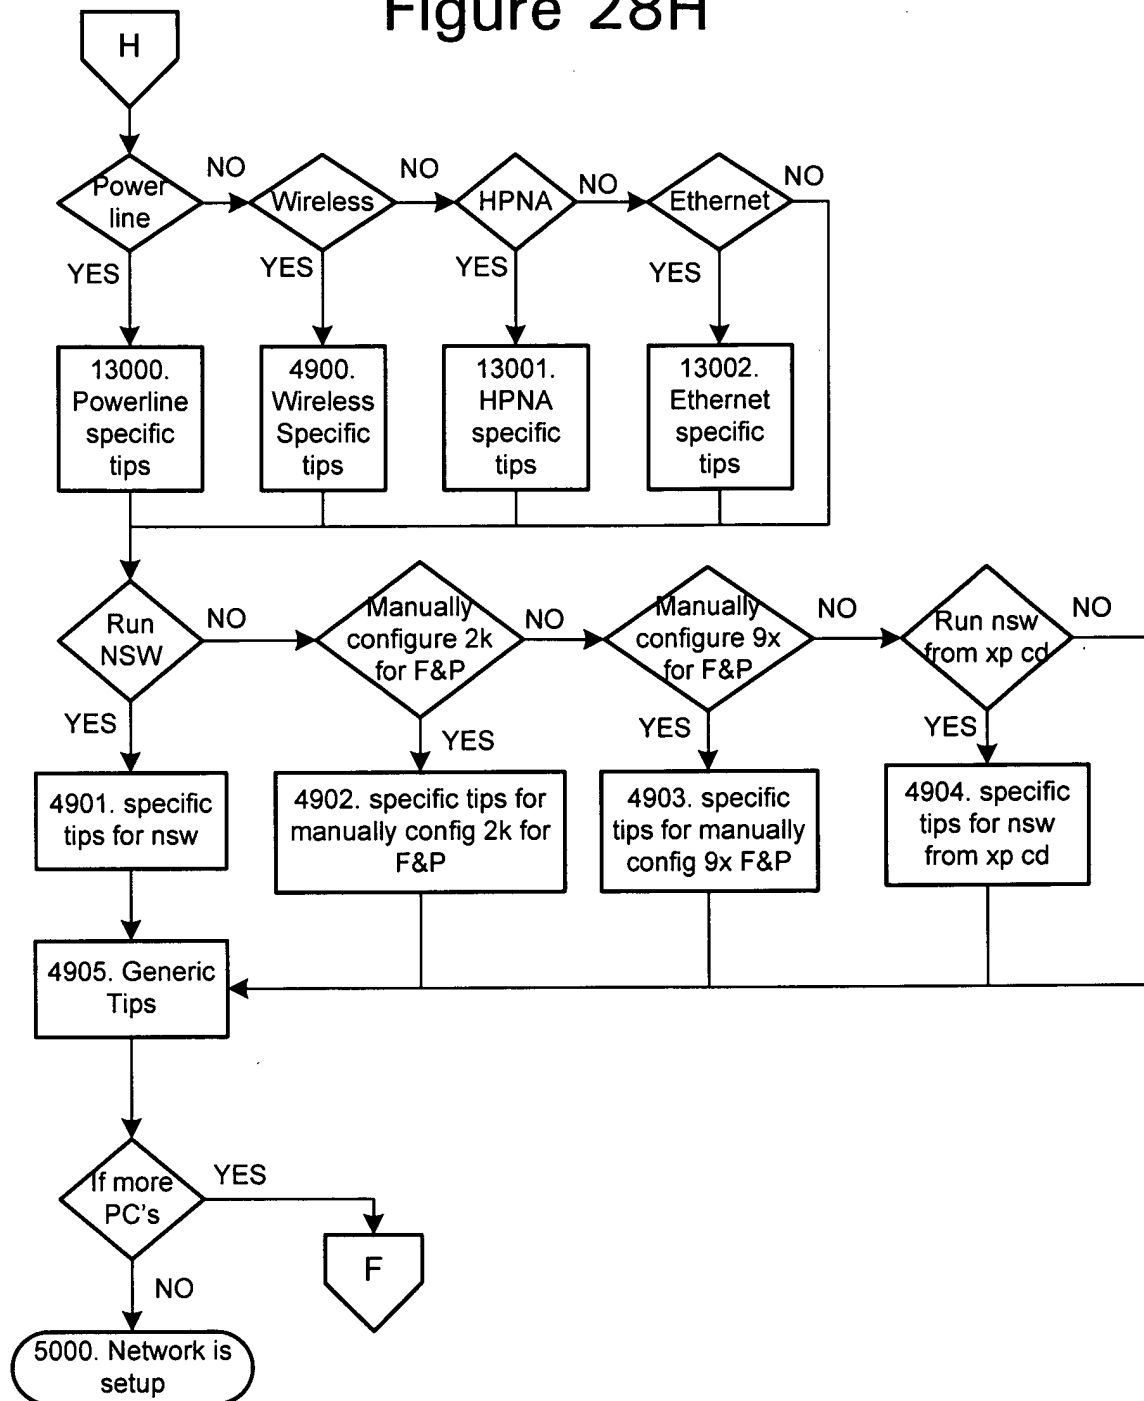 Figure 28H
H
Power
line
NO
Wireless
NO
HPNA
NO
Ethernet
NO
YES
YES
YES
YES
13000.
Powerline
specific
tips
4900.
Wireless
Specific
tips
13001.
HPNA
specific
tips
13002.
Ethernet
specific
tips
Run
NSW
NO
Manually
configure 2k
for F&P
NO
Manually
configure 9x
for F&P
NO
Run nsw
from xp cd
NO
YES
YES
YES
YES
4901. specific
tips for nsw
4902. specific tips for
manually config 2k for
F&P
4903. specific
tips for manually
config 9x F&P
4904. specific
tips for nsw
from xp cd
4905. Generic
Tips
If more
PC's
YES
F
NO
5000. Network is
setup